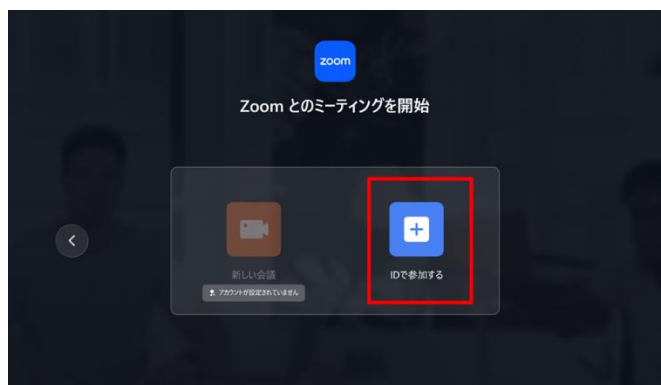 zoom
Zoom とのミーティングを開始
新しい会議
アカウントが設定されていません
IDで参加する